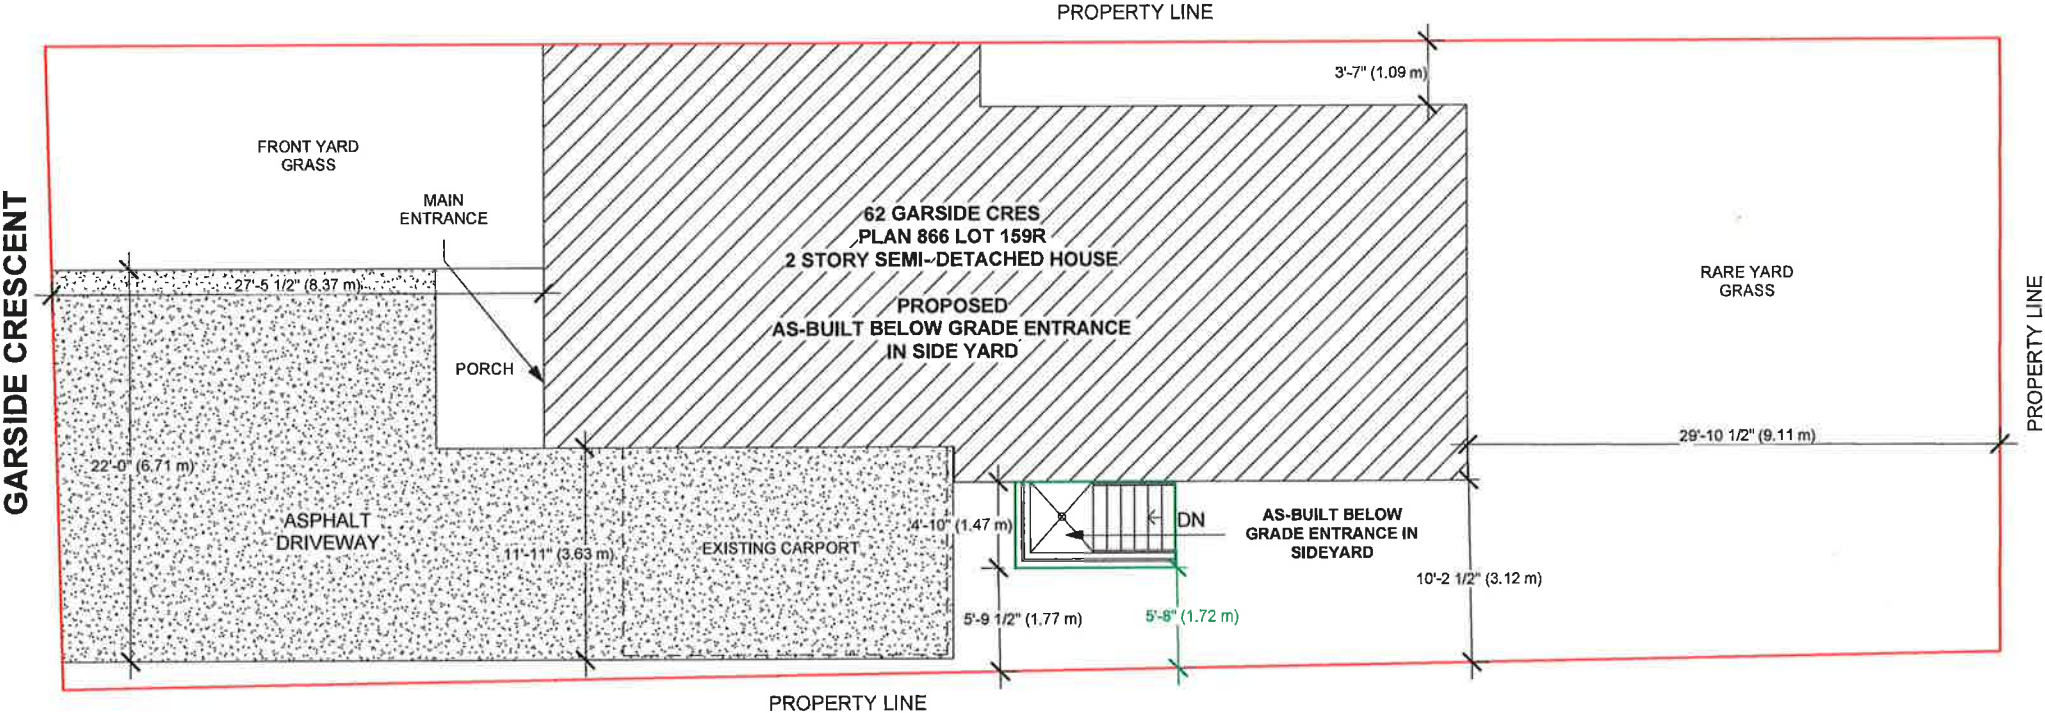 PROPERTY LINE
3'-7" (1.09 m)
FRONT YARD
GRASS
MAIN
ENTRANCE
GARSIDE CRESCENT
62 GARSIDE CRES
PLAN 866 LOT 159R
2 STORY SEMI-DETACHED HOUSE
PROPOSED
AS-BUILT BELOW GRADE ENTRANCE
IN SIDE YARD
RARE YARD
GRASS
PROPERTY LINE
27'-5 1/2" (8.37 m)
PORCH
29'-10 1/2" (9.11 m)
22'-0" (6.71 m)
ASPHALT
DRIVEWAY
11'-11" (3.63 m)
EXISTING CARPORT
4'-10" (1.47 m)
DN
AS-BUILT BELOW
GRADE ENTRANCE IN
SIDEYARD
10'-2 1/2" (3.12 m)
5'-9 1/2" (1.77 m)
5'-8" (1.72 m)
PROPERTY LINE